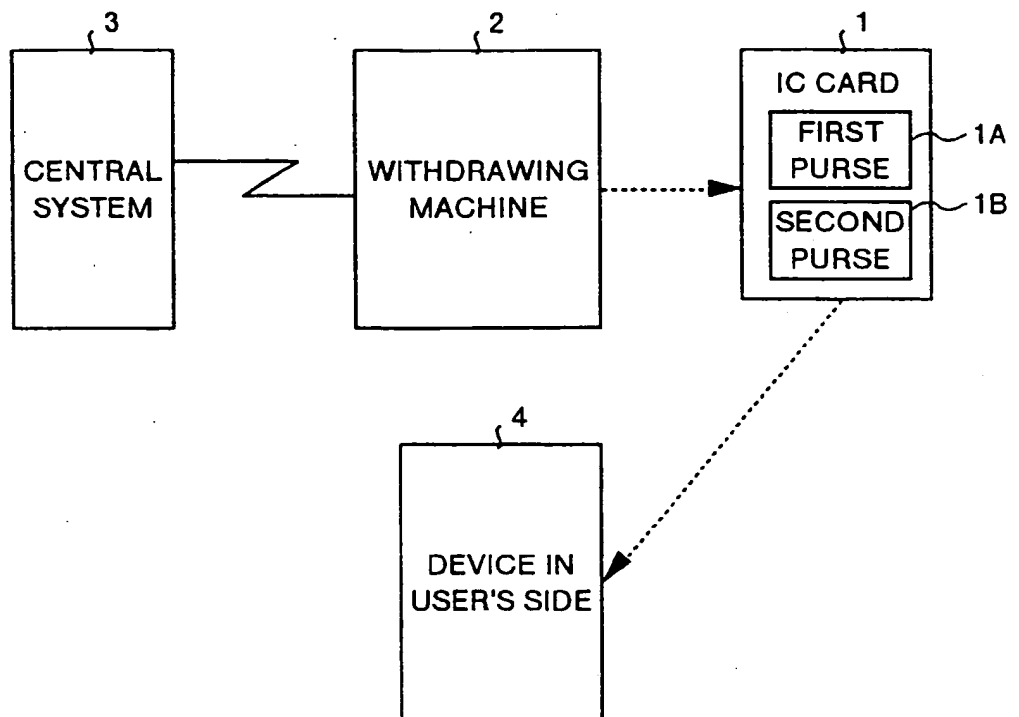 3
2
1
CENTRAL
SYSTEM
WITHDRAWING
MACHINE
IC CARD
FIRST
PURSE
1A
SECOND
PURSE
1B
4
DEVICE IN
USER'S SIDE